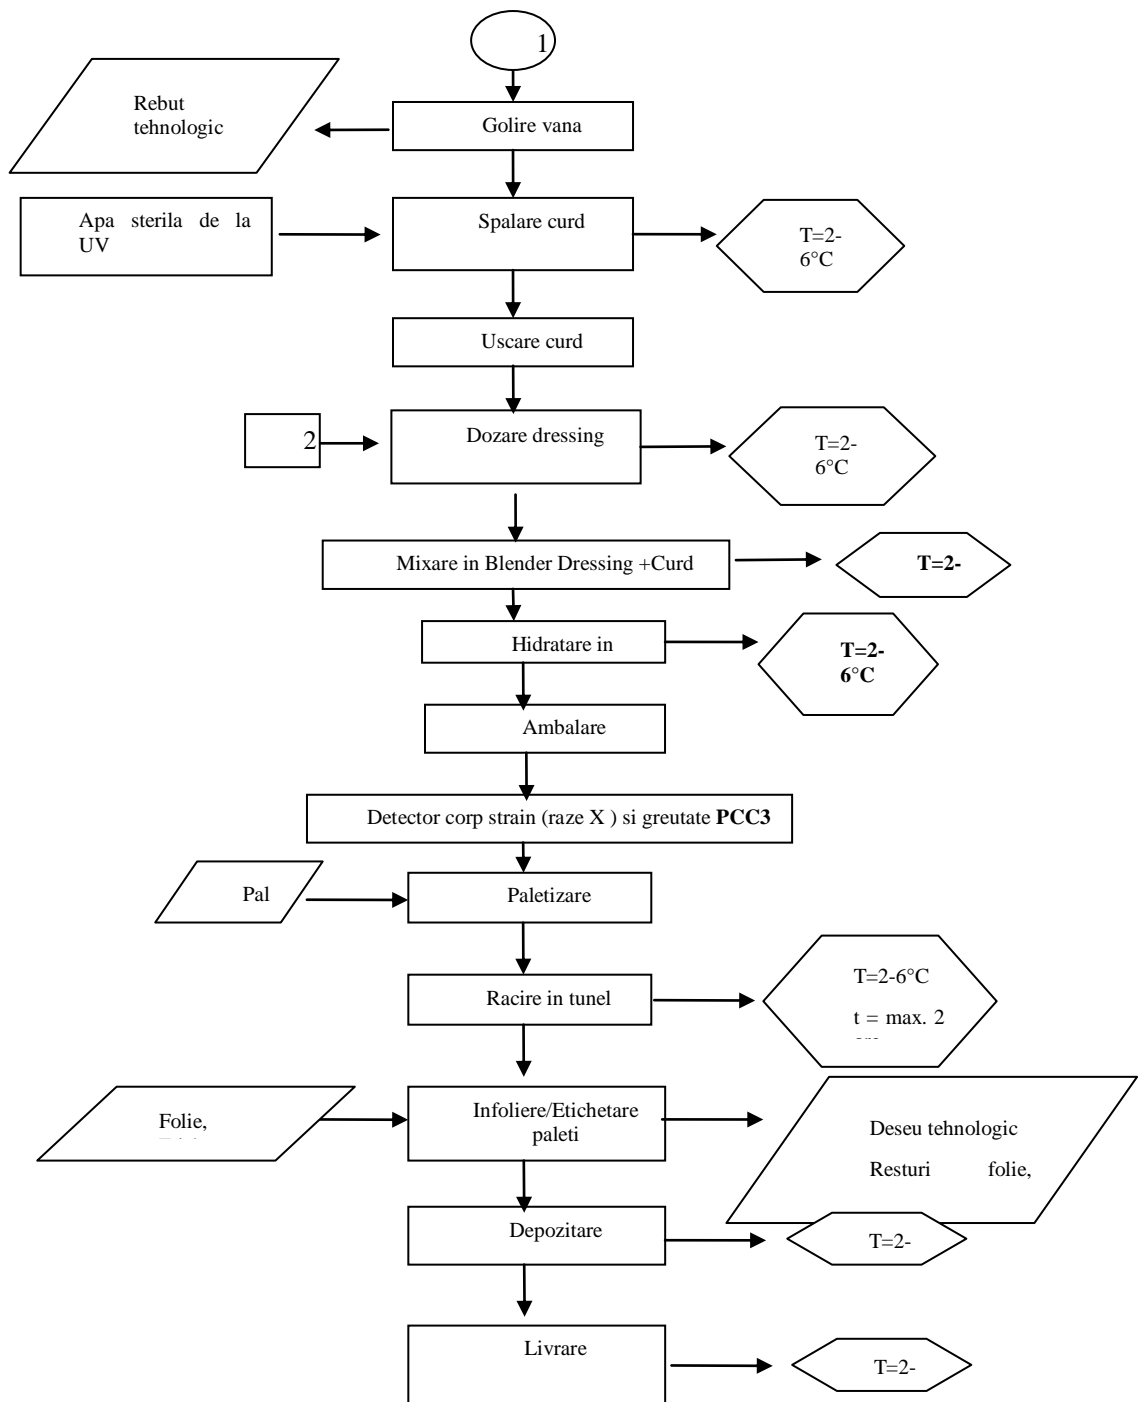 1
Rebut
tehnologic
Golire vana
Apa sterila de la
UV
Spalare curd
T=2-
6°C
Uscare curd
2
Dozare dressing
T=2-
6°C
Mixare in Blender Dressing +Curd
T=2-
Hidratare in
T=2-
6°C
Ambalare
Detector corp strain (raze X ) si greutate PCC3
Pal
Paletizare
Racire in tunel
T=2-6°C
t = max. 2
Folie,
Infoliere/Etichetare
paleti
Deseu tehnologic
Resturi folie,
Depozitare
T=2-
Livrare
T=2-